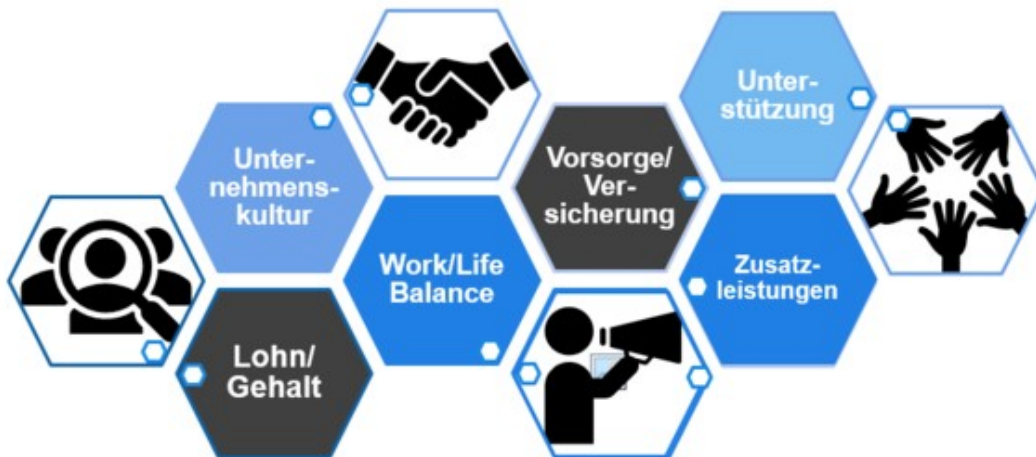 Unter-
nehmens-
kultur
Lohn/
Gehalt
Work/Life
Balance
Vorsorge/
Ver-
sicherung
Unter-
stützung
Zusatz-
leistungen